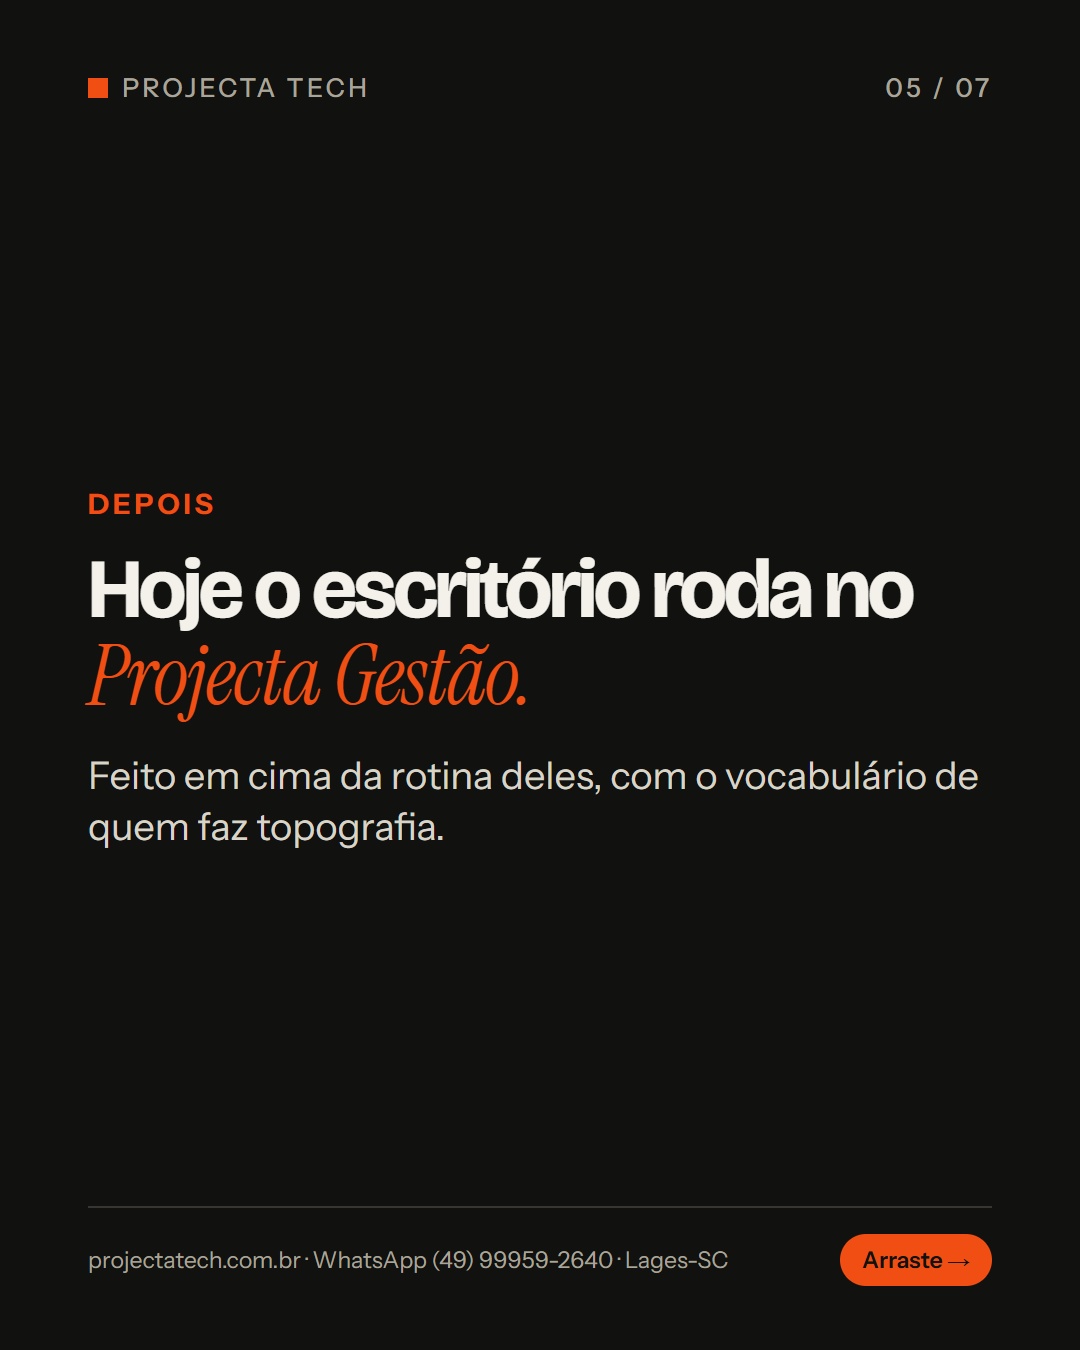 PROJECTA TECH
05 / 07
DEPOIS
Hoje o escritório roda no
Projecta Gestão.
Feito em cima da rotina deles, com o vocabulário de
quem faz topografia.
projectatech.com.br · WhatsApp (49) 99959-2640 · Lages-SC
Arraste →